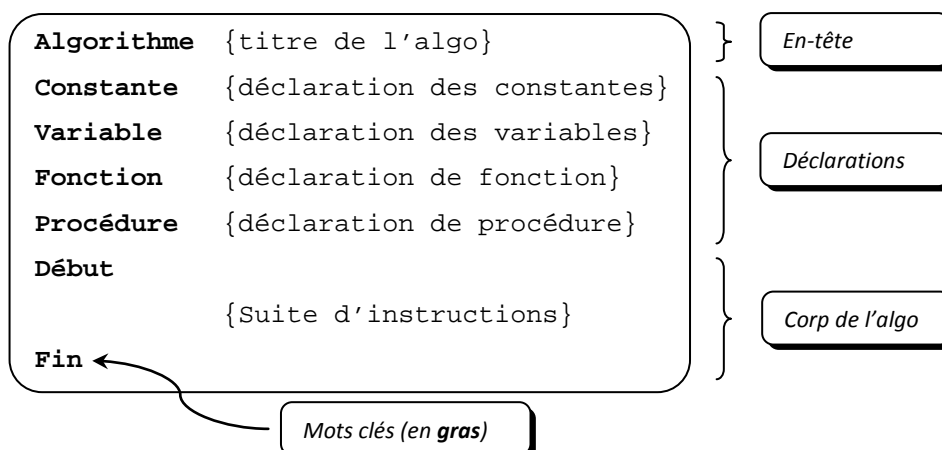 Algorithme {titre de l'algo}
En-tête
Constante {déclaration des constantes}
Variable {déclaration des variables}
Déclarations
Fonction {déclaration de fonction}
Procédure {déclaration de procédure}
Début
{Suite d'instructions}
Corp de l'algo
Fin
Mots clés (en gras)